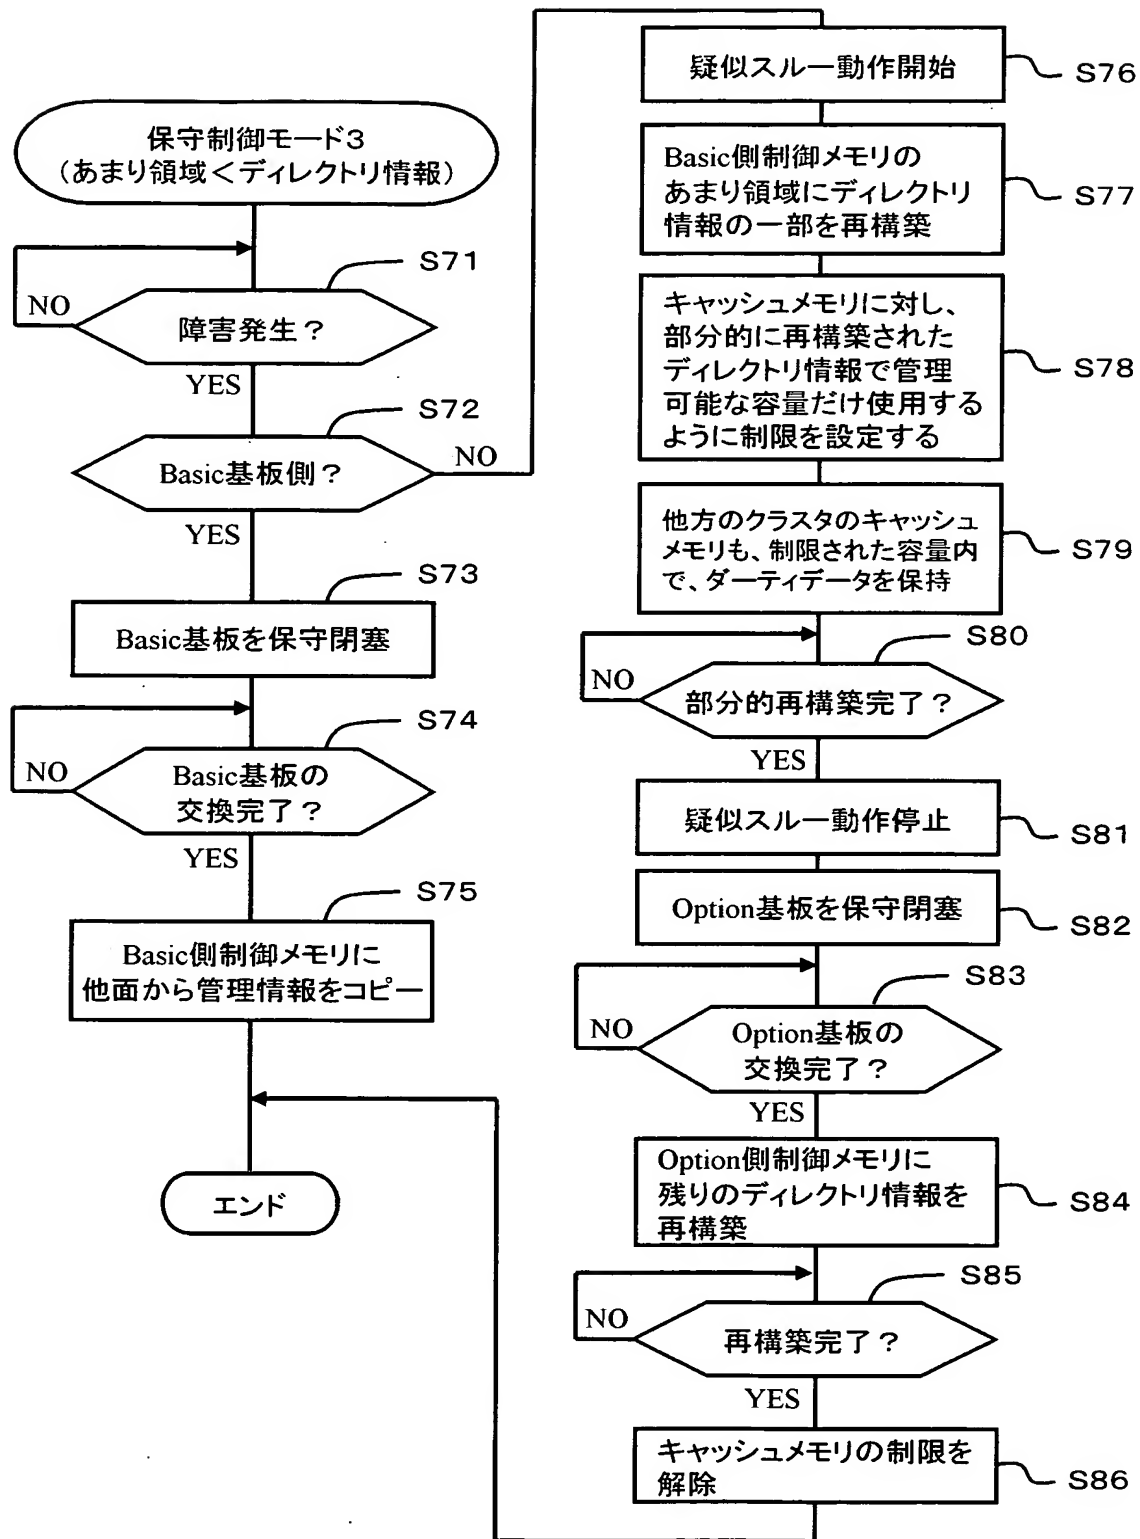 保守制御モード3
(あまり領域<ディレクトリ情報)
S71
NO
障害発生?
YES
S72
Basic基板側?
NO
YES
S73
Basic基板を保守閉塞
S74
NO
Basic基板の
交換完了?
YES
S75
Basic側制御メモリに
他面から管理情報をコピー
エンド
疑似スルー動作開始
S76
Basic側制御メモリの
あまり領域にディレクトリ
情報の一部を再構築
S77
キャッシュメモリに対し、
部分的に再構築された
ディレクトリ情報で管理
可能な容量だけ使用する
ように制限を設定する
S78
他方のクラスタのキャッシュ
メモリも、制限された容量内
で、ダーティデータを保持
S79
S80
NO
部分的再構築完了?
YES
疑似スルー動作停止
S81
Option基板を保守閉塞
S82
S83
NO
Option基板の
交換完了?
YES
Option側制御メモリに
残りのディレクトリ情報を
再構築
S84
S85
NO
再構築完了?
YES
キャッシュメモリの制限を
解除
S86